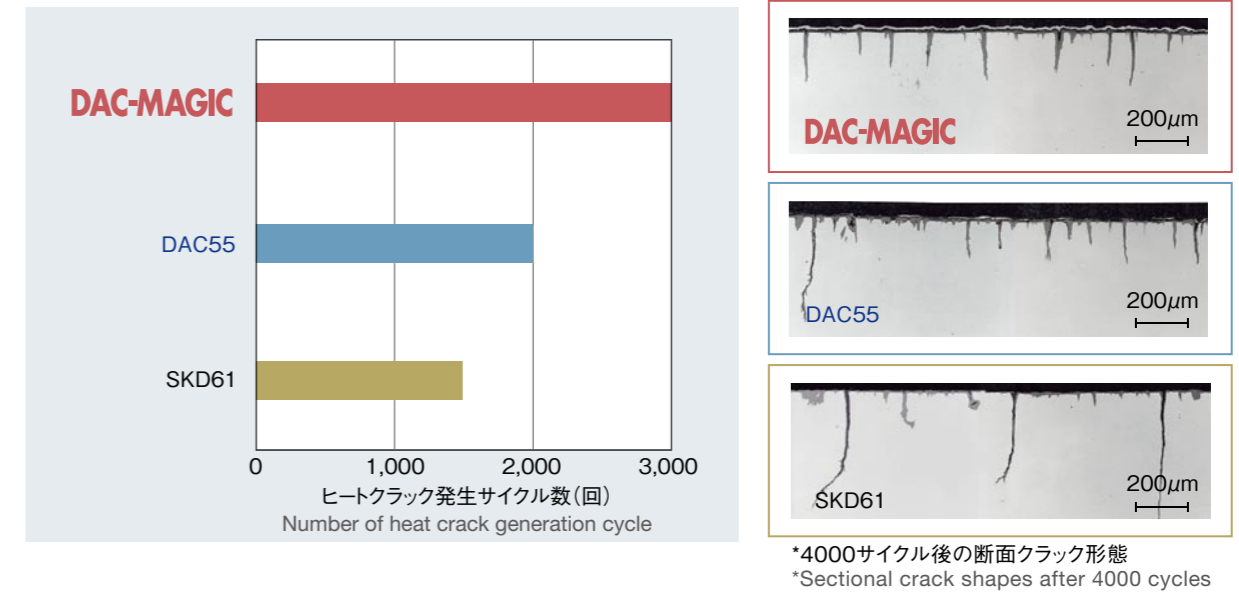 DAC-MAGIC
DAC55
SKD61
0 1,000 2,000 3,000
ヒートクラック発生サイクル数(回)
Number of heat crack generation cycle
200μm
DAC-MAGIC
200μm
DAC55
200μm
SKD61
*4000サイクル後の断面クラック形態
*Sectional crack shapes after 4000 cycles